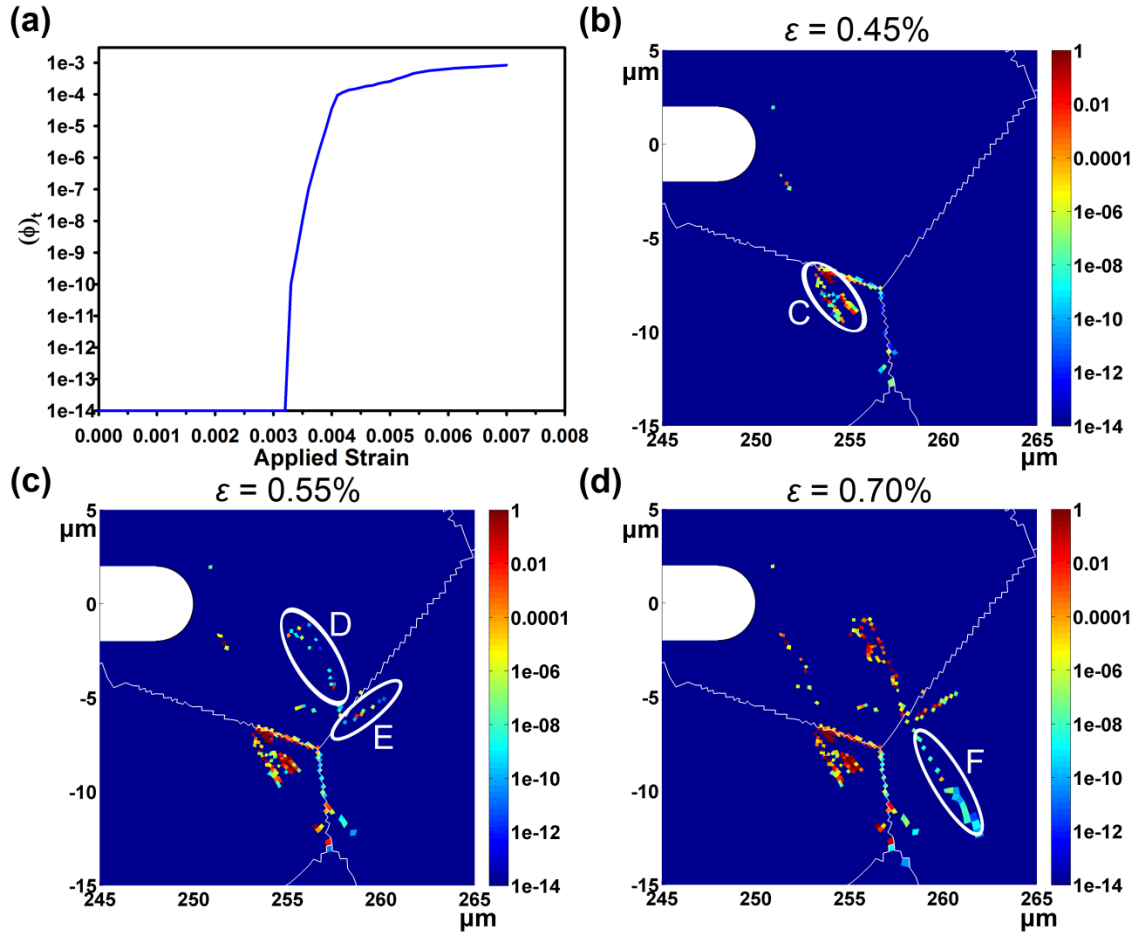 (a)
1e-3
1e-4
1e-5
1e-6
1e-7
1e-8
1e-9
1e-10
1e-11
1e-12
1e-13
1e-14
(ϕ)t
0.000 0.001 0.002 0.003 0.004 0.005 0.006 0.007 0.008
Applied Strain
(b)
ε = 0.45%
5
µm
0
-5
-10
-15
245 250 255 260 265
µm
C
1
0.01
0.0001
1e-06
1e-08
1e-10
1e-12
1e-14
(c)
ε = 0.55%
5
µm
0
-5
-10
-15
245 250 255 260 265
µm
D
E
1
0.01
0.0001
1e-06
1e-08
1e-10
1e-12
1e-14
(d)
ε = 0.70%
5
µm
0
-5
-10
-15
245 250 255 260 265
µm
F
1
0.01
0.0001
1e-06
1e-08
1e-10
1e-12
1e-14